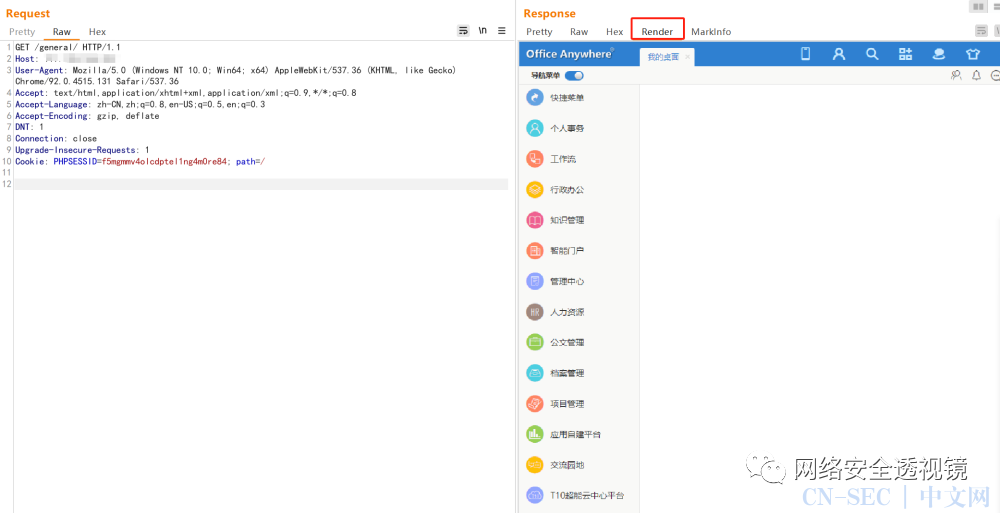 Request
Pretty Raw Hex
\n
1 GET /general/ HTTP/1.1
2 Host:
3 User-Agent: Mozilla/5.0 (Windows NT 10.0; Win64; x64) AppleWebKit/537.36 (KHTML, like Gecko)
Chrome/92.0.4515.131 Safari/537.36
4 Accept: text/html,application/xhtml+xml,application/xml;q=0.9,*/*;q=0.8
5 Accept-Language: zh-CN,zh;q=0.8,en-US;q=0.5,en;q=0.3
6 Accept-Encoding: gzip, deflate
7 DNT: 1
8 Connection: close
9 Upgrade-Insecure-Requests: 1
10 Cookie: PHPSESSID=f5mgmmv4olcdptel1ng4m0re84; path=/
11
12
Response
Pretty Raw Hex Render MarkInfo
Office Anywhere
我的桌面 ×
导航菜单
快捷菜单
个人事务
工作流
行政办公
知识管理
智能门户
管理中心
人力资源
公文管理
档案管理
项目管理
应用自建平台
交流园地
T10超能云中心平台
网络安全透视镜
CN-SEC | 中文网